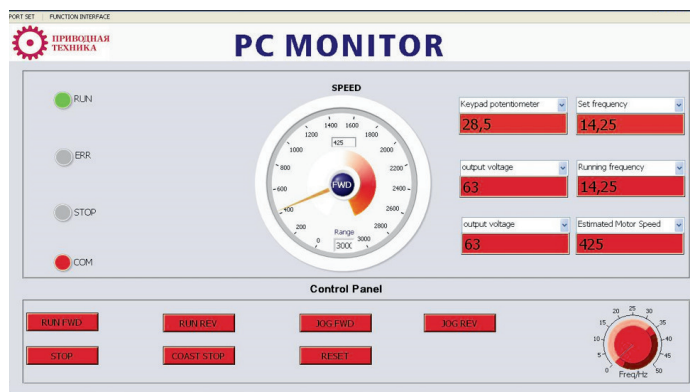 PORT SET FUNCTION INTERFACE
ПРИВОДНАЯ
ТЕХНИКА
PC MONITOR
RUN
ERR
STOP
COM
SPEED
0 200 400 600 800 1000 1200 1400 1600 1800 2000 2200 2400 2600 2800 3000
425
FWD
Range
3000
Keypad potentiometer
28,5
Set frequency
14,25
output voltage
63
Running frequency
14,25
output voltage
63
Estimated Motor Speed
425
Control Panel
RUN FWD
RUN REV
JOG FWD
JOG REV
STOP
COAST STOP
RESET
0 5 10 15 20 25 30 35 40 45 50
Freq/Hz